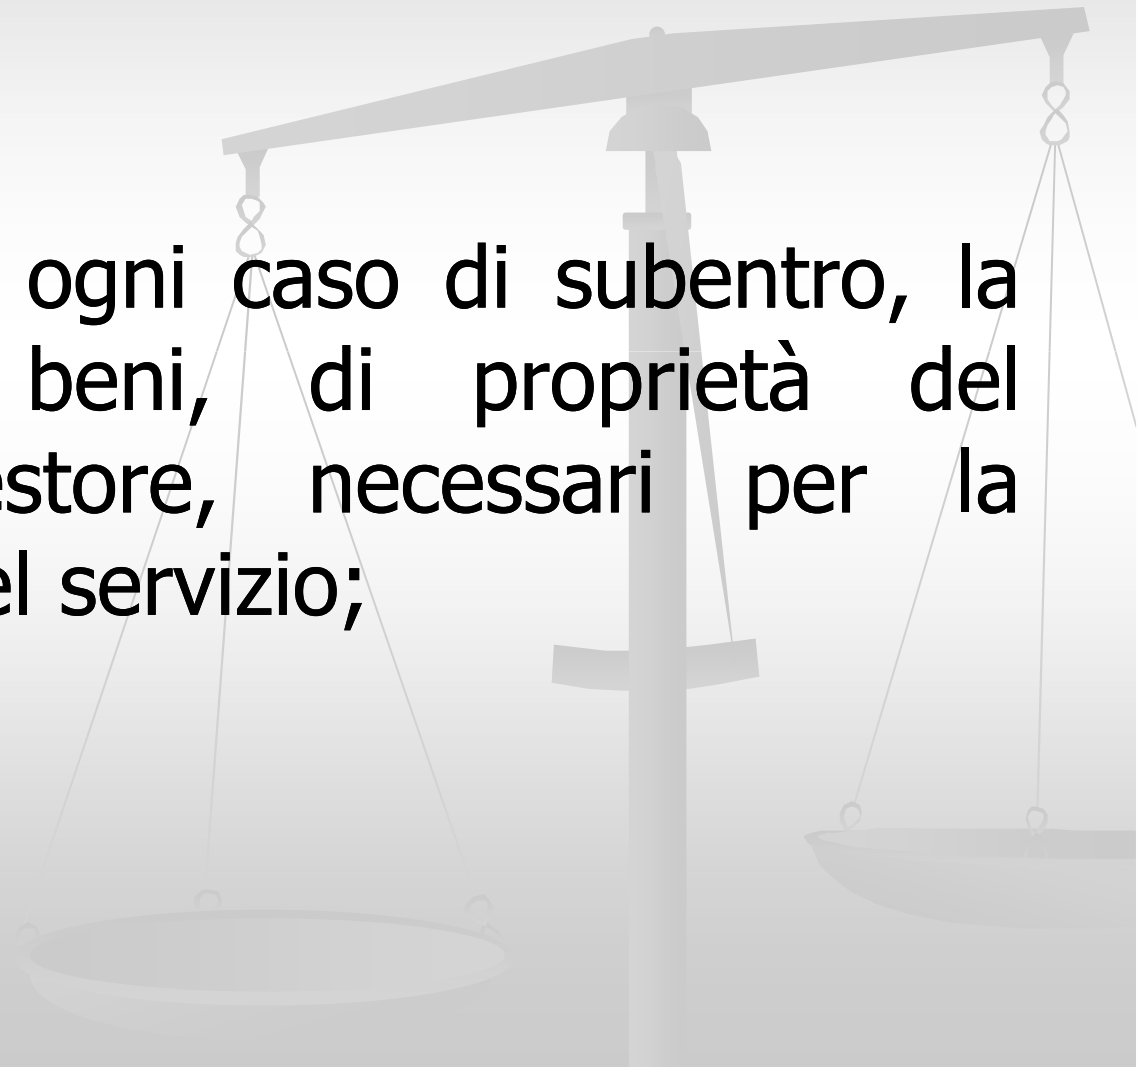 ogni caso di subentro, la
beni, di proprietà del
estore, necessari per la
el servizio;